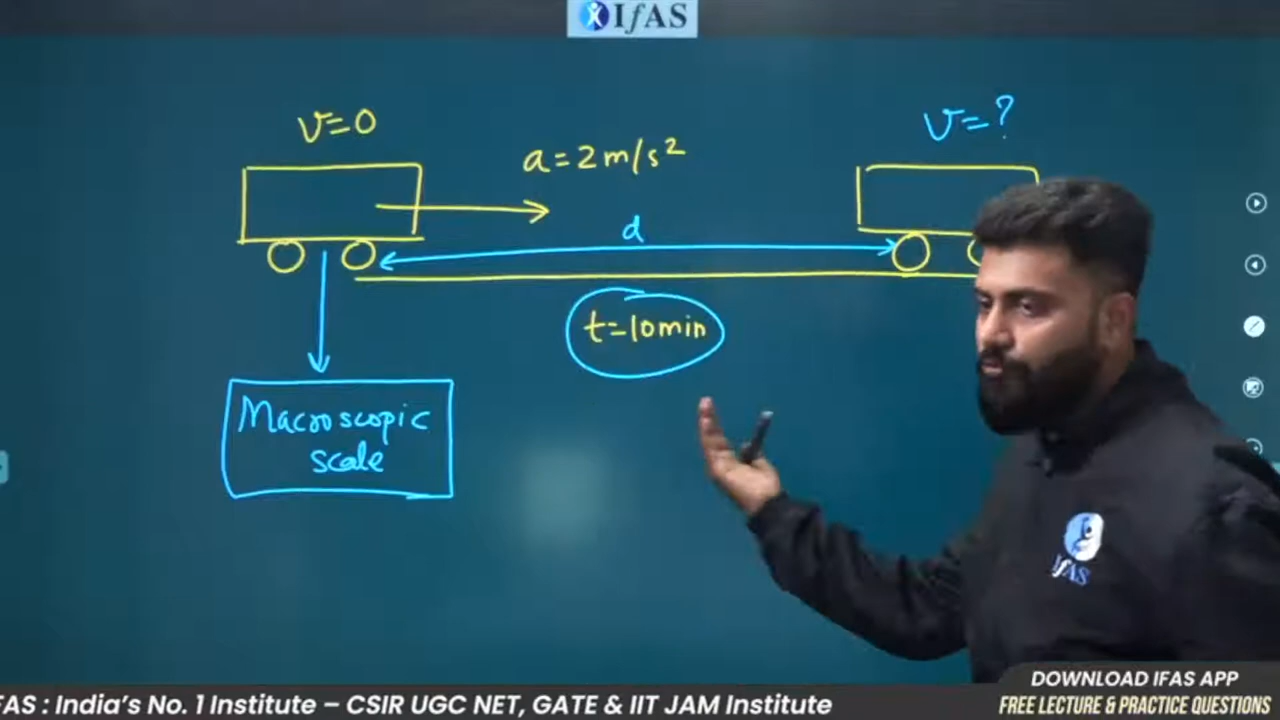 IfAS
v=0
a=2m/s²
v=?
d
t=10min
Macroscopic
scale
IfAS
DOWNLOAD IFAS APP
FAS : India's No. 1 Institute – CSIR UGC NET, GATE & IIT JAM Institute
FREE LECTURE & PRACTICE QUESTIONS